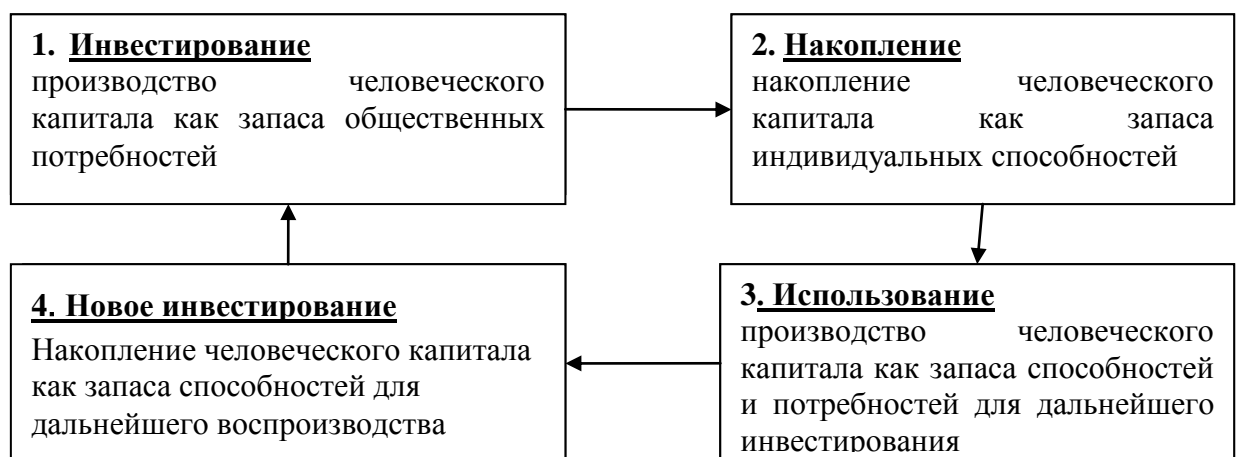 1. Инвестирование
производство человеческого
капитала как запаса общественных
потребностей
2. Накопление
накопление человеческого
капитала как запаса
индивидуальных способностей
3. Использование
производство человеческого
капитала как запаса способностей
и потребностей для дальнейшего
инвестирования
4. Новое инвестирование
Накопление человеческого капитала
как запаса способностей для
дальнейшего воспроизводства